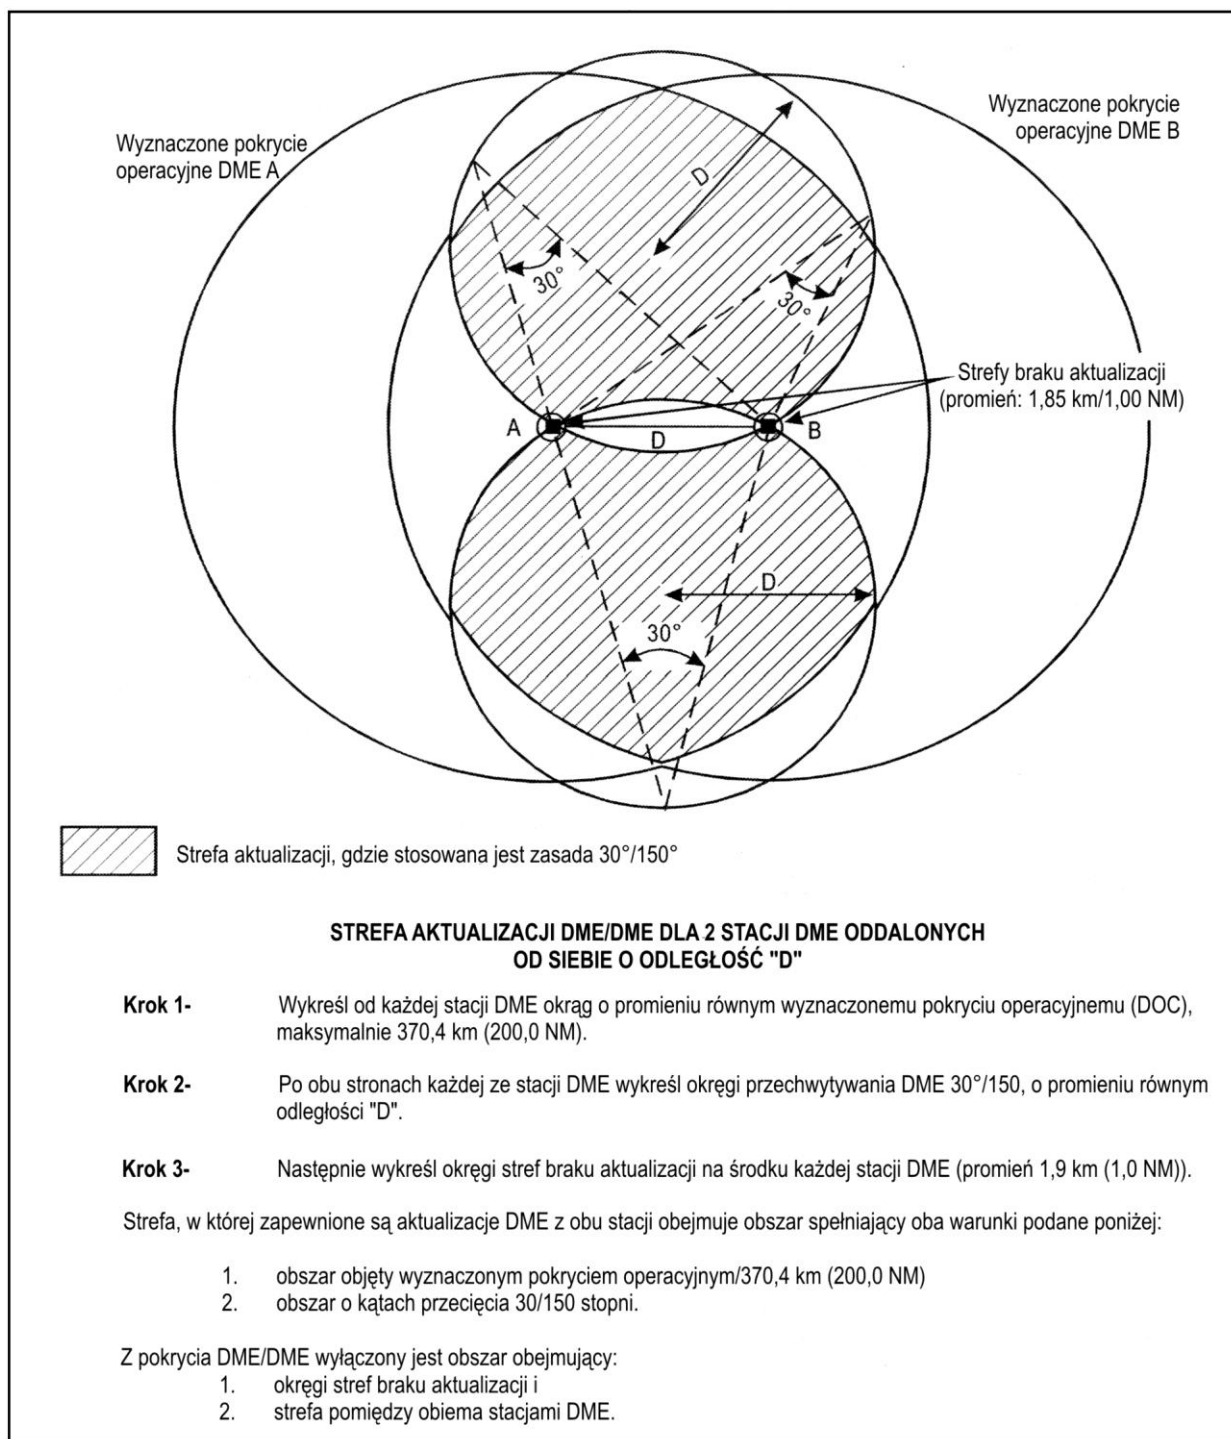 Wyznaczone pokrycie
operacyjne DME A
Wyznaczone pokrycie
operacyjne DME B
D
30°
30°
Strefy braku aktualizacji
(promień: 1,85 km/1,00 NM)
A
D
B
D
30°
Strefa aktualizacji, gdzie stosowana jest zasada 30°/150°
STREFA AKTUALIZACJI DME/DME DLA 2 STACJI DME ODDALONYCH
OD SIEBIE O ODLEGŁOŚĆ "D"
Krok 1- Wykreśl od każdej stacji DME okrąg o promieniu równym wyznaczonemu pokryciu operacyjnemu (DOC),
maksymalnie 370,4 km (200,0 NM).
Krok 2- Po obu stronach każdej ze stacji DME wykreśl okręgi przechwytywania DME 30°/150, o promieniu równym
odległości "D".
Krok 3- Następnie wykreśl okręgi stref braku aktualizacji na środku każdej stacji DME (promień 1,9 km (1,0 NM)).
Strefa, w której zapewnione są aktualizacje DME z obu stacji obejmuje obszar spełniający oba warunki podane poniżej:
1. obszar objęty wyznaczonym pokryciem operacyjnym/370,4 km (200,0 NM)
2. obszar o kątach przecięcia 30/150 stopni.
Z pokrycia DME/DME wyłączony jest obszar obejmujący:
1. okręgi stref braku aktualizacji i
2. strefa pomiędzy obiema stacjami DME.